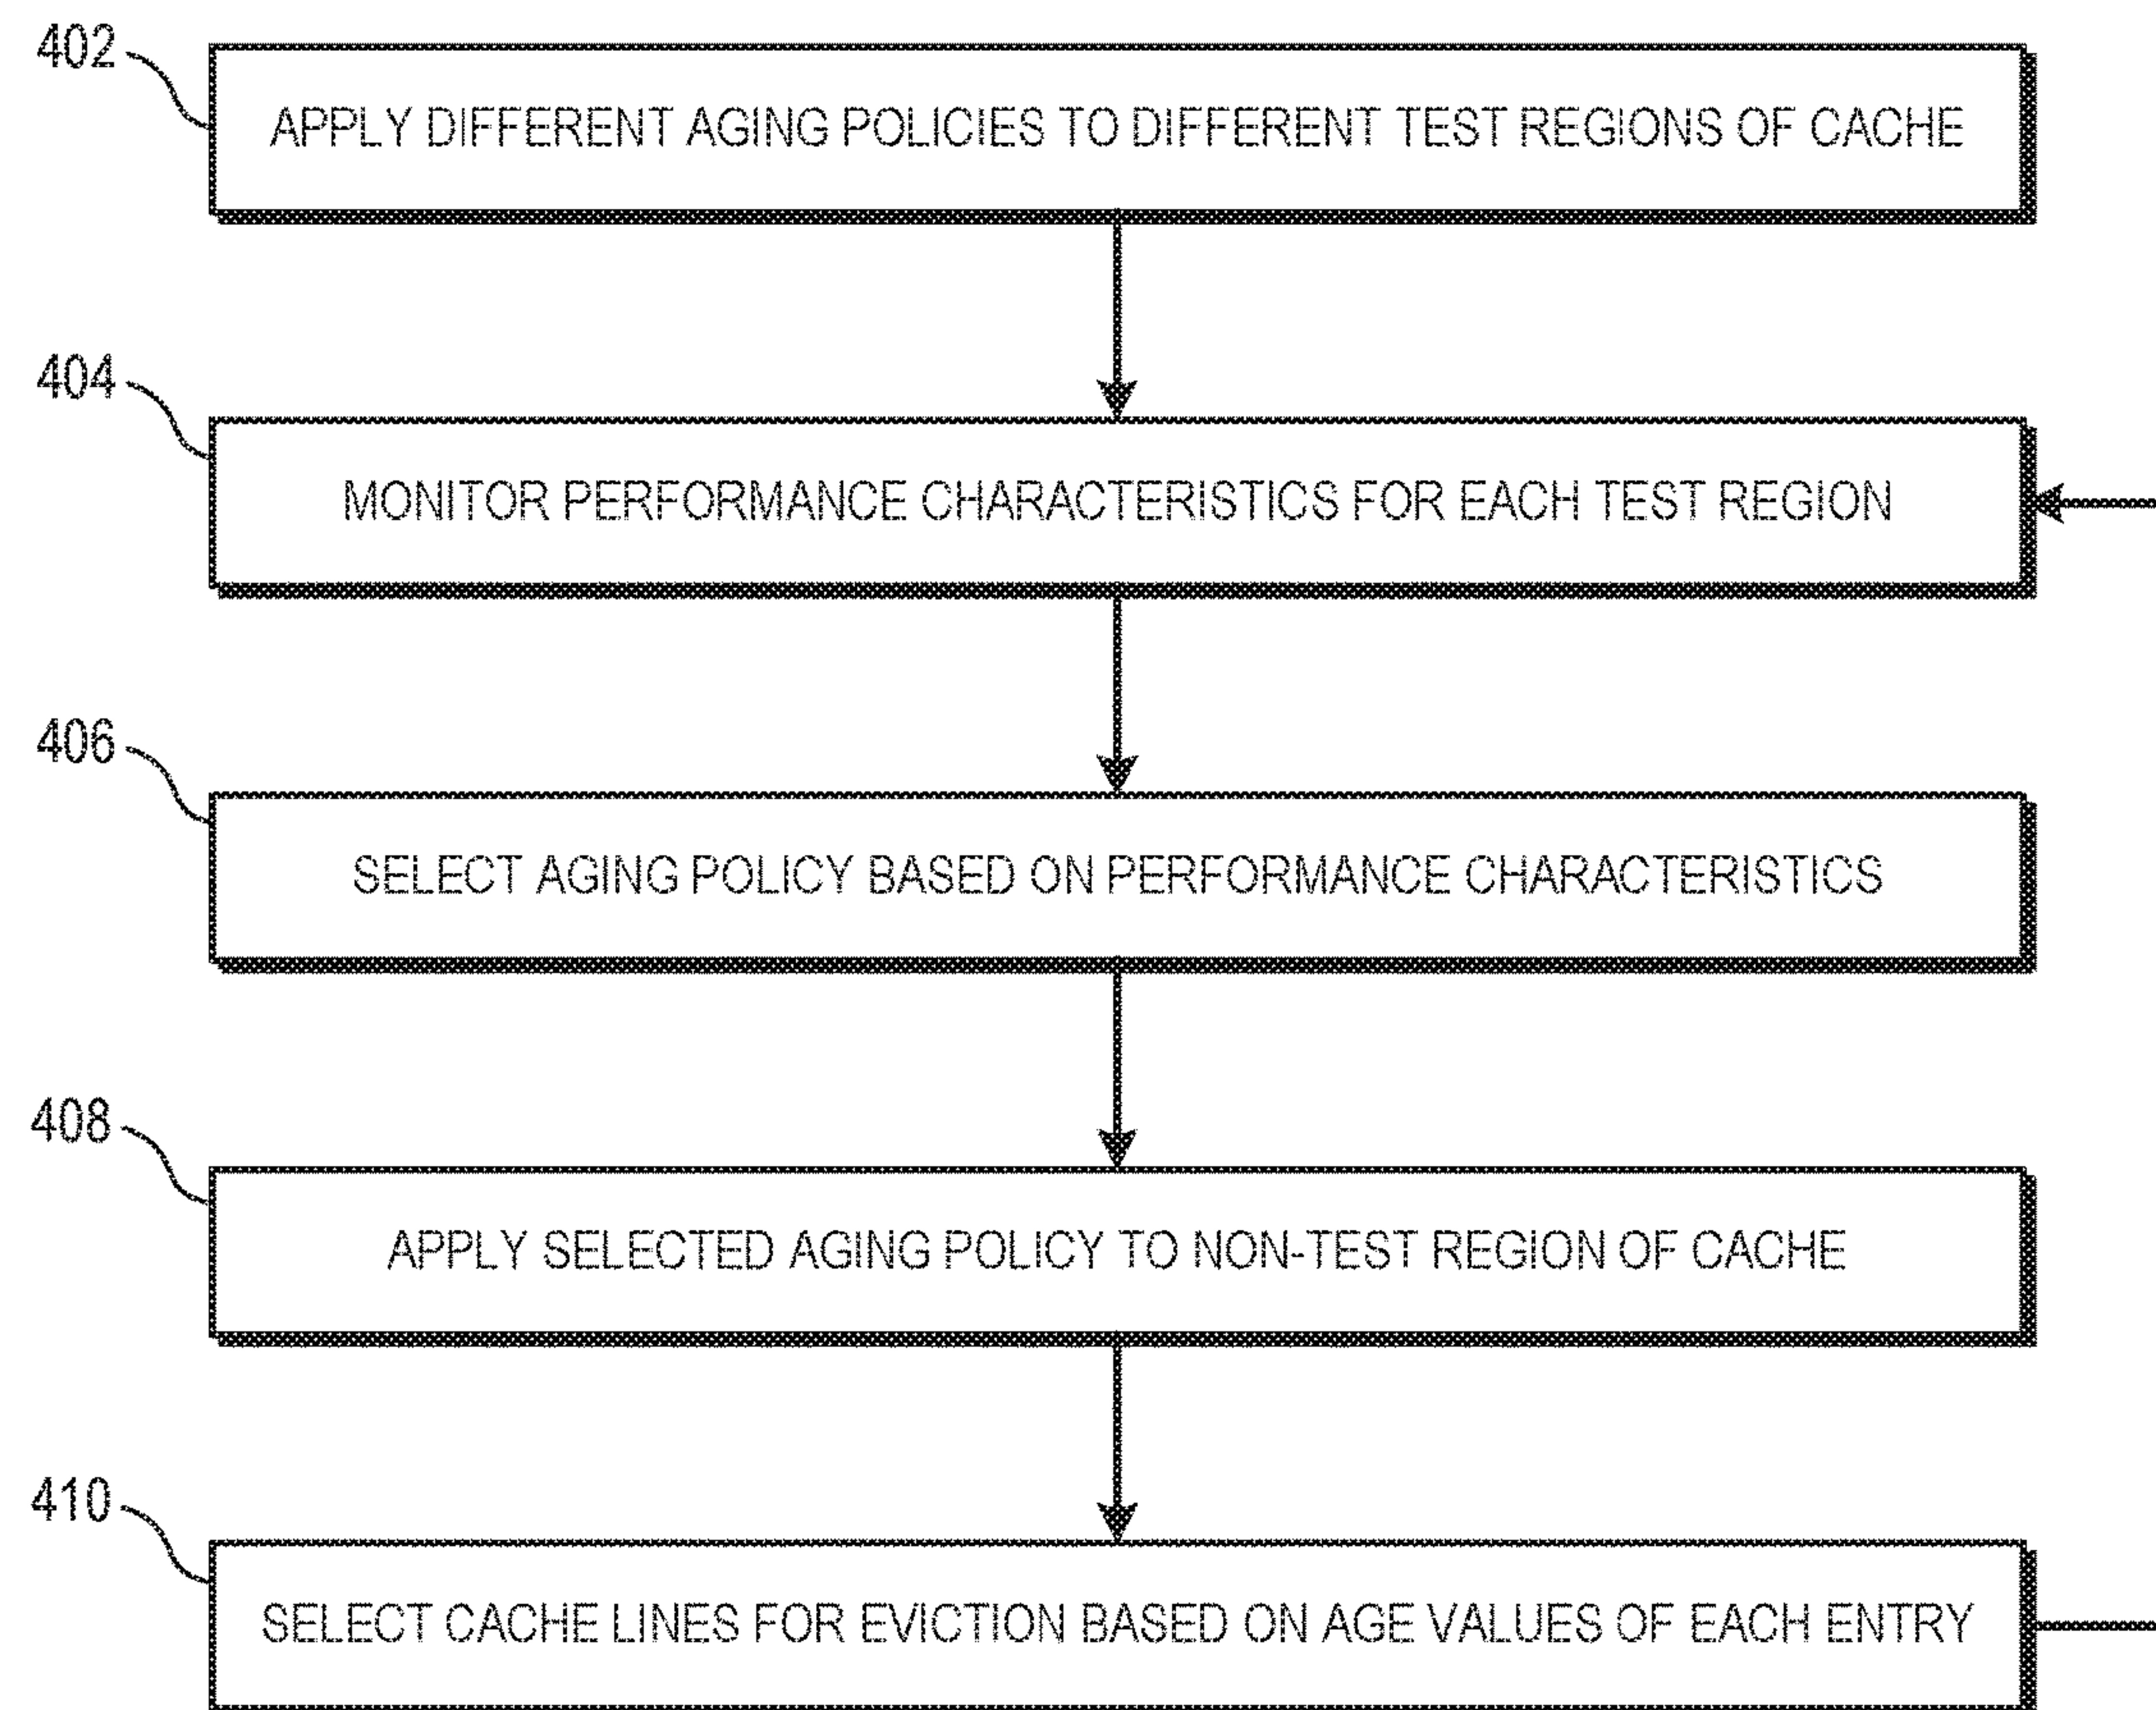 402
APPLY DIFFERENT AGING POLICIES TO DIFFERENT TEST REGIONS OF CACHE
404
MONITOR PERFORMANCE CHARACTERISTICS FOR EACH TEST REGION
406
SELECT AGING POLICY BASED ON PERFORMANCE CHARACTERISTICS
408
APPLY SELECTED AGING POLICY TO NON-TEST REGION OF CACHE
410
SELECT CACHE LINES FOR EVICTION BASED ON AGE VALUES OF EACH ENTRY